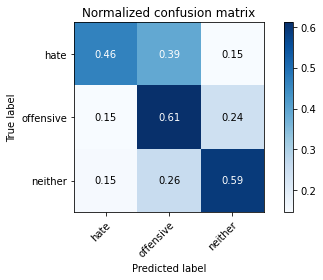 Normalized confusion matrix
True label
hate 0.46 0.39 0.15
offensive 0.15 0.61 0.24
neither 0.15 0.26 0.59
hate offensive neither
Predicted label
0.6
0.5
0.4
0.3
0.2